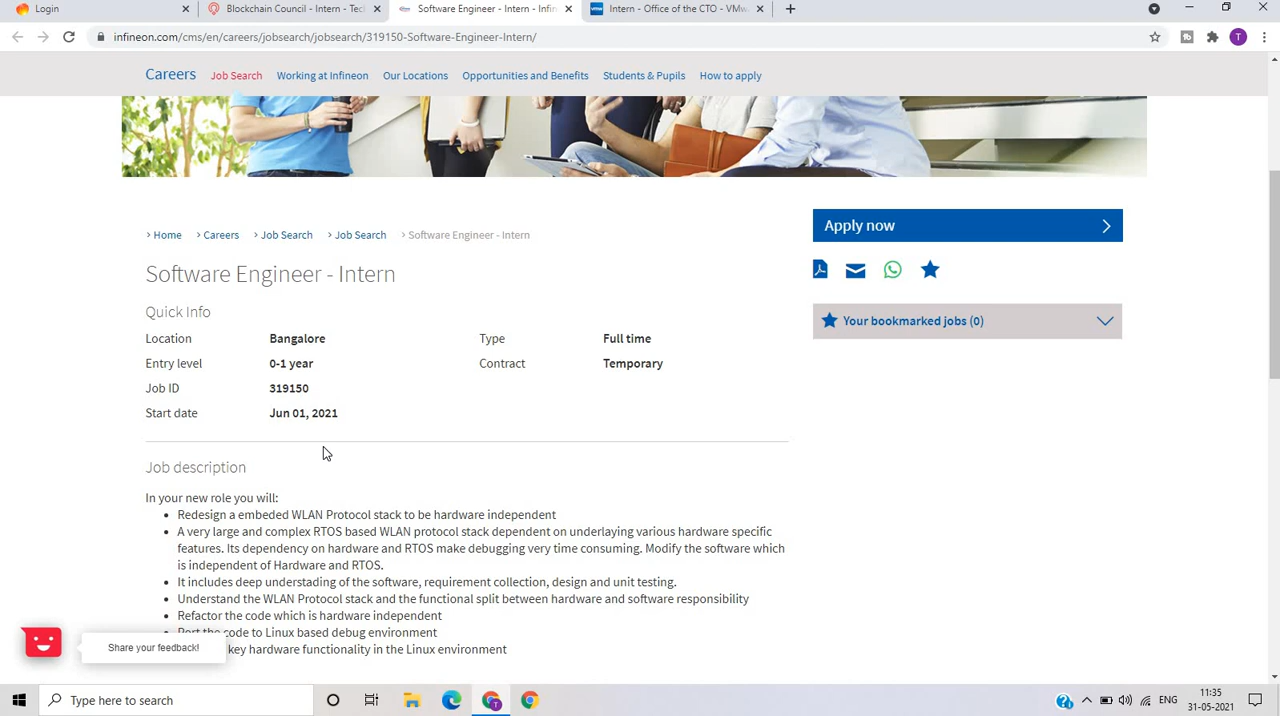 Login
Blockchain Council - Intern - Tech
Software Engineer - Intern - Infin
Intern - Office of the CTO - VMw
infineon.com/cms/en/careers/jobsearch/jobsearch/319150-Software-Engineer-Intern/
T
Careers Job Search Working at Infineon Our Locations Opportunities and Benefits Students & Pupils How to apply
Home Careers Job Search Job Search Software Engineer - Intern
Apply now
Software Engineer - Intern
Quick Info
Your bookmarked jobs (0)
Location Bangalore Type Full time
Entry level 0-1 year Contract Temporary
Job ID 319150
Start date Jun 01, 2021
Job description
In your new role you will:
Redesign a embeded WLAN Protocol stack to be hardware independent
A very large and complex RTOS based WLAN protocol stack dependent on underlaying various hardware specific
features. Its dependency on hardware and RTOS make debugging very time consuming. Modify the software which
is independent of Hardware and RTOS.
It includes deep understading of the software, requirement collection, design and unit testing.
Understand the WLAN Protocol stack and the functional split between hardware and software responsibility
Refactor the code which is hardware independent
Port the code to Linux based debug environment
key hardware functionality in the Linux environment
Share your feedback!
Type here to search
ENG
11:35
31-05-2021